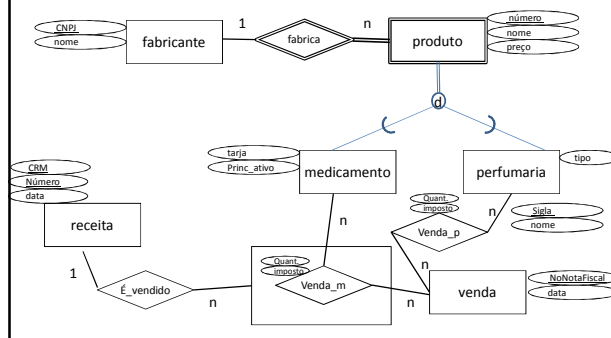 CNPJ
nome
fabricante
1
fabrica
n
produto
número
nome
preço
d
tarja
Princ_ativo
medicamento
perfumaria
tipo
CRM
Número
data
receita
n
Quant.
imposto
Venda_p
n
Sigla
nome
1
É_vendido
n
Quant.
imposto
Venda_m
n
n
venda
NoNotaFiscal
data